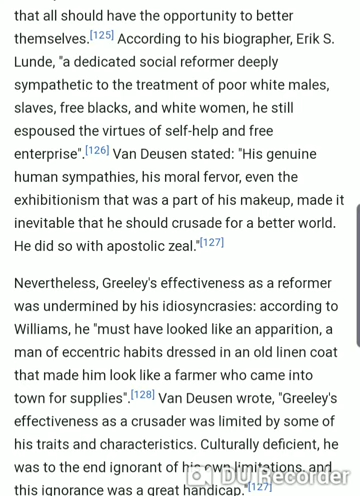 that all should have the opportunity to better
themselves.[125] According to his biographer, Erik S.
Lunde, "a dedicated social reformer deeply
sympathetic to the treatment of poor white males,
slaves, free blacks, and white women, he still
espoused the virtues of self-help and free
enterprise".[126] Van Deusen stated: "His genuine
human sympathies, his moral fervor, even the
exhibitionism that was a part of his makeup, made it
inevitable that he should crusade for a better world.
He did so with apostolic zeal."[127]
Nevertheless, Greeley's effectiveness as a reformer
was undermined by his idiosyncrasies: according to
Williams, he "must have looked like an apparition, a
man of eccentric habits dressed in an old linen coat
that made him look like a farmer who came into
town for supplies".[128] Van Deusen wrote, "Greeley's
effectiveness as a crusader was limited by some of
his traits and characteristics. Culturally deficient, he
was to the end ignorant of his own limitations, and
this ignorance was a great handicap."[127]
DU Recorder